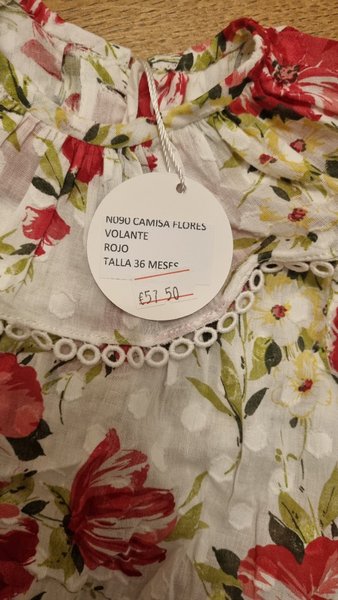 N090 CAMISA FLORES
VOLANTE
ROJO
TALLA 36 MESES
€57 50